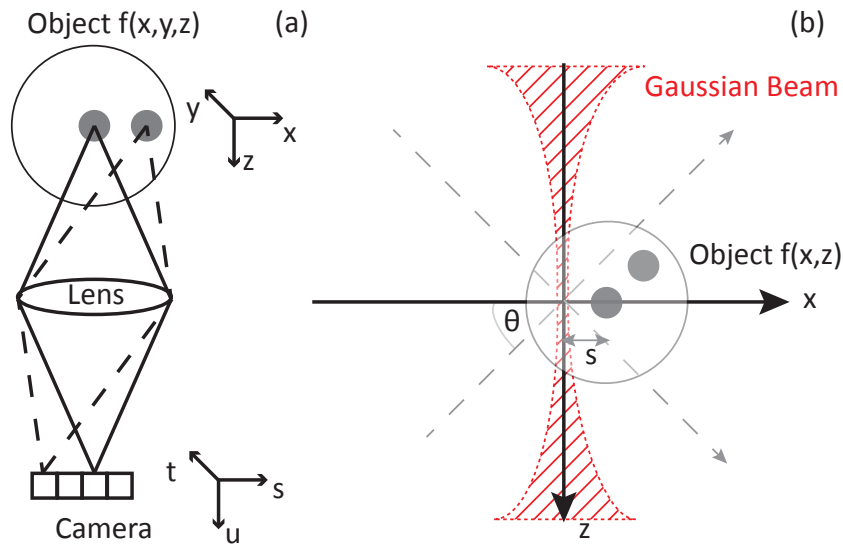 Object f(x,y,z)
(a)
y
x
z
Lens
t
s
u
Camera
(b)
Gaussian Beam
Object f(x,z)
x
θ
s
z